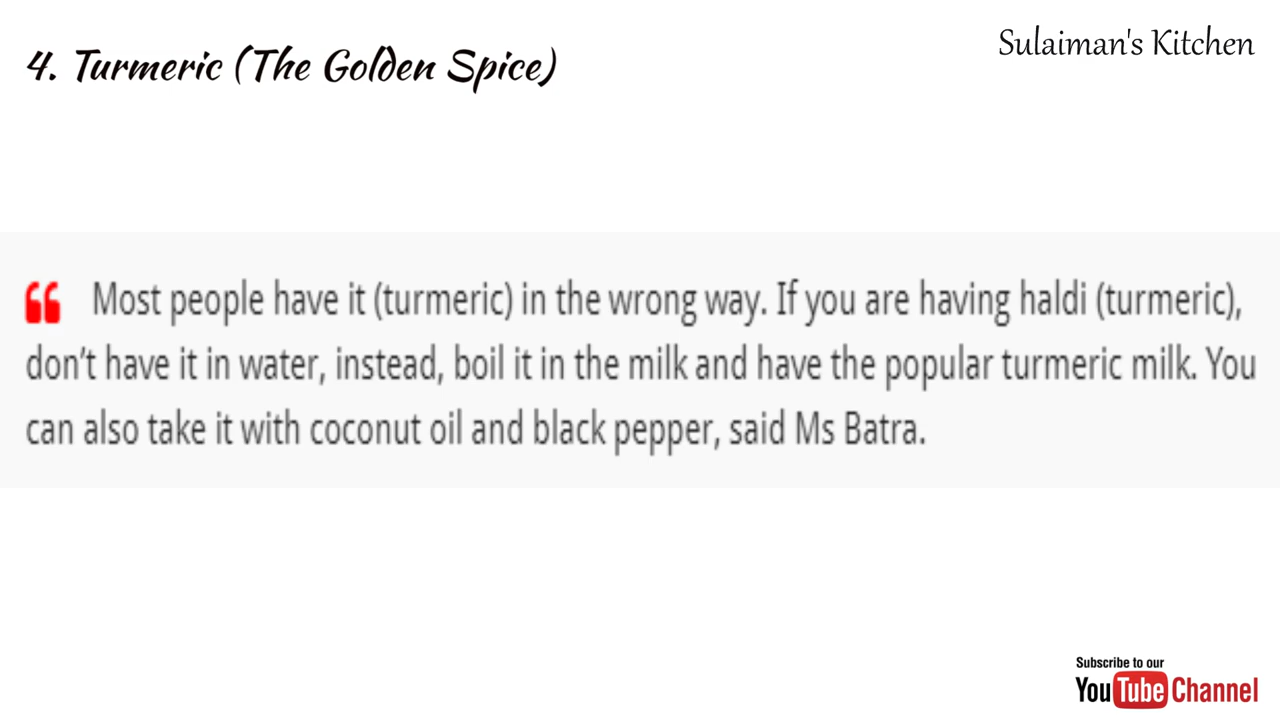 4. Turmeric (The Golden Spice)
Sulaiman's Kitchen
“ Most people have it (turmeric) in the wrong way. If you are having haldi (turmeric),
don’t have it in water, instead, boil it in the milk and have the popular turmeric milk. You
can also take it with coconut oil and black pepper, said Ms Batra.
Subscribe to our
YouTube Channel